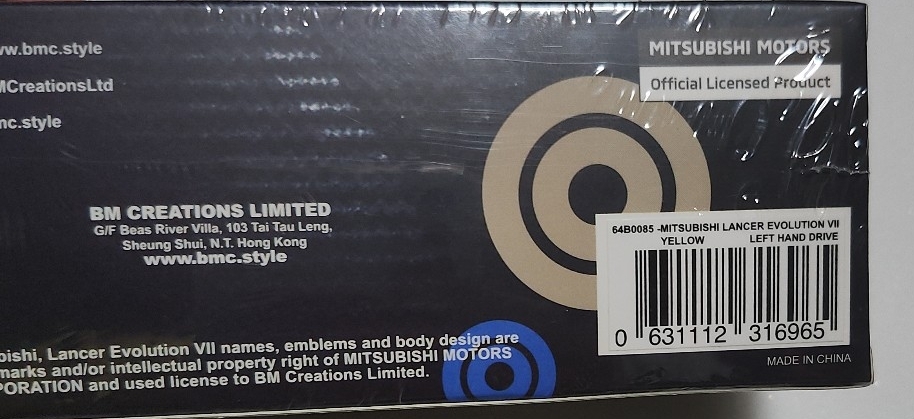 MITSUBISHI MOTORS
Official Licensed Product
ww.bmc.style
MCreationsLtd
mc.style
BM CREATIONS LIMITED
G/F Beas River Villa, 103 Tai Tau Leng,
Sheung Shui, N.T. Hong Kong
www.bmc.style
64B0085 -MITSUBISHI LANCER EVOLUTION VII
YELLOW LEFT HAND DRIVE
0 631112 316965
MADE IN CHINA
bishi, Lancer Evolution VII names, emblems and body design are
marks and/or intellectual property right of MITSUBISHI MOTORS
PORATION and used license to BM Creations Limited.